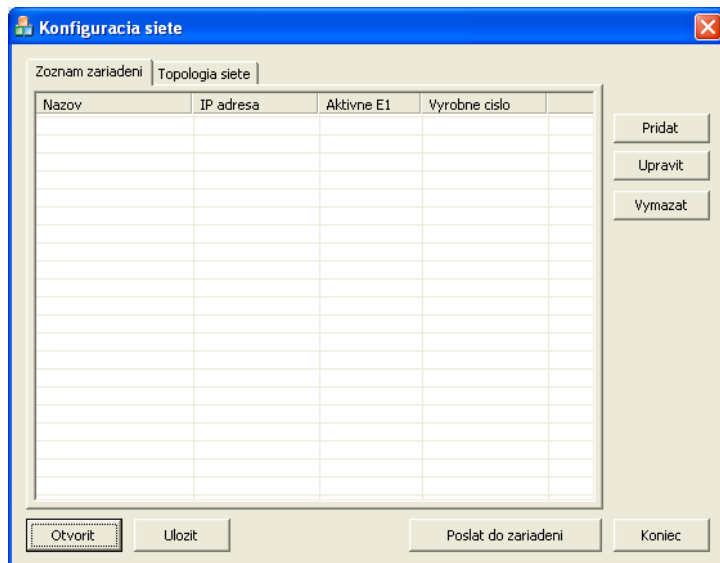 Konfiguracia siete
Zoznam zariadeni Topologia siete
Nazov IP adresa Aktivne E1 Vyrobne cislo
Pridat
Upravit
Vymazat
Otvorit Ulozit Poslat do zariadeni Koniec